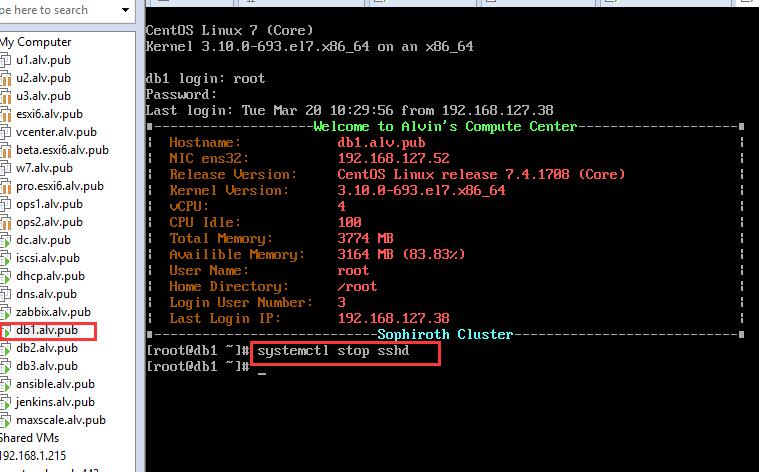 pe here to search
My Computer
u1.alv.pub
u2.alv.pub
u3.alv.pub
esxi6.alv.pub
vcenter.alv.pub
beta.esxi6.alv.pub
w7.alv.pub
pro.esxi6.alv.pub
ops1.alv.pub
ops2.alv.pub
dc.alv.pub
iscsi.alv.pub
dhcp.alv.pub
dns.alv.pub
zabbix.alv.pub
db1.alv.pub
db2.alv.pub
db3.alv.pub
ansible.alv.pub
jenkins.alv.pub
maxscale.alv.pub
Shared VMs
192.168.1.215
CentOS Linux 7 (Core)
Kernel 3.10.0-693.el7.x86_64 on an x86_64
db1 login: root
Password:
Last login: Tue Mar 20 10:29:56 from 192.168.127.38
Welcome to Alvin's Compute Center
Hostname: db1.alv.pub
NIC ens32: 192.168.127.52
Release Version: CentOS Linux release 7.4.1708 (Core)
Kernel Version: 3.10.0-693.el7.x86_64
vCPU: 4
CPU Idle: 100
Total Memory: 3774 MB
Availible Memory: 3164 MB (83.83%)
User Name: root
Home Directory: /root
Login User Number: 3
Last Login IP: 192.168.127.38
Sophiroth Cluster
[root@db1 ~]# systemctl stop sshd
[root@db1 ~]# _